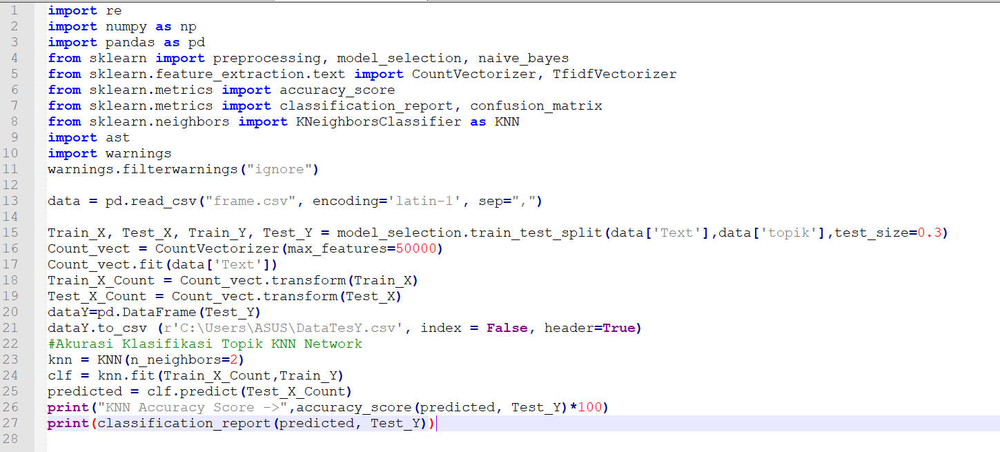 1 import re
2 import numpy as np
3 import pandas as pd
4 from sklearn import preprocessing, model_selection, naive_bayes
5 from sklearn.feature_extraction.text import CountVectorizer, TfidfVectorizer
6 from sklearn.metrics import accuracy_score
7 from sklearn.metrics import classification_report, confusion_matrix
8 from sklearn.neighbors import KNeighborsClassifier as KNN
9 import ast
10 import warnings
11 warnings.filterwarnings("ignore")
12
13 data = pd.read_csv("frame.csv", encoding='latin-1', sep=",")
14
15 Train_X, Test_X, Train_Y, Test_Y = model_selection.train_test_split(data['Text'],data['topik'],test_size=0.3)
16 Count_vect = CountVectorizer(max_features=50000)
17 Count_vect.fit(data['Text'])
18 Train_X_Count = Count_vect.transform(Train_X)
19 Test_X_Count = Count_vect.transform(Test_X)
20 dataY=pd.DataFrame(Test_Y)
21 dataY.to_csv (r'C:\Users\ASUS\DataTesY.csv', index = False, header=True)
22 #Akurasi Klasifikasi Topik KNN Network
23 knn = KNN(n_neighbors=2)
24 clf = knn.fit(Train_X_Count,Train_Y)
25 predicted = clf.predict(Test_X_Count)
26 print("KNN Accuracy Score ->",accuracy_score(predicted, Test_Y)*100)
27 print(classification_report(predicted, Test_Y))
28